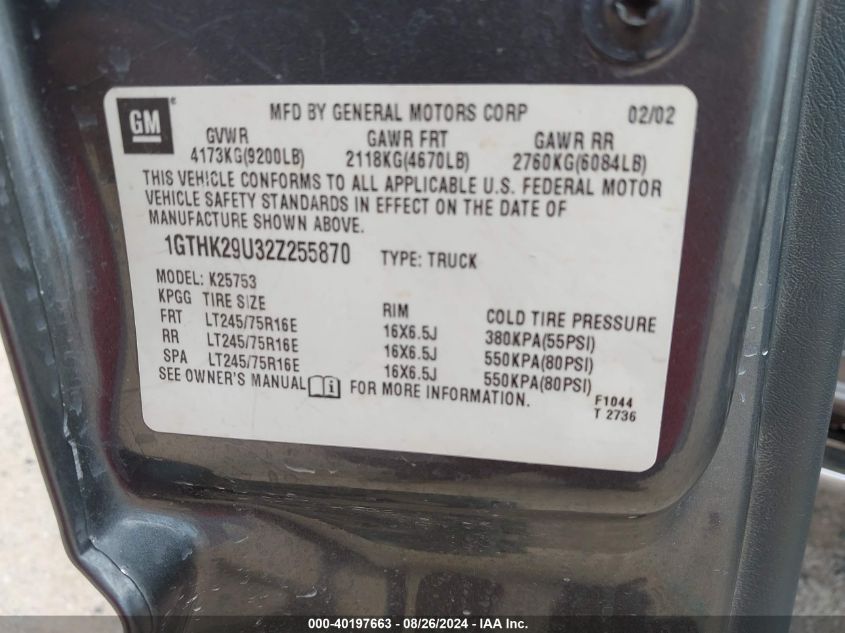 GM ®
MFD BY GENERAL MOTORS CORP 02/02
GVWR GAWR FRT GAWR RR
4173KG(9200LB) 2118KG(4670LB) 2760KG(6084LB)
THIS VEHICLE CONFORMS TO ALL APPLICABLE U.S. FEDERAL MOTOR
VEHICLE SAFETY STANDARDS IN EFFECT ON THE DATE OF
MANUFACTURE SHOWN ABOVE.
1GTHK29U32Z255870 TYPE: TRUCK
MODEL: K25753
KPGG TIRE SIZE RIM COLD TIRE PRESSURE
FRT LT245/75R16E 16X6.5J 380KPA(55PSI)
RR LT245/75R16E 16X6.5J 550KPA(80PSI)
SPA LT245/75R16E 16X6.5J 550KPA(80PSI)
SEE OWNER'S MANUAL i FOR MORE INFORMATION.
F1044
T 2736
000-40197663 - 08/26/2024 - IAA Inc.